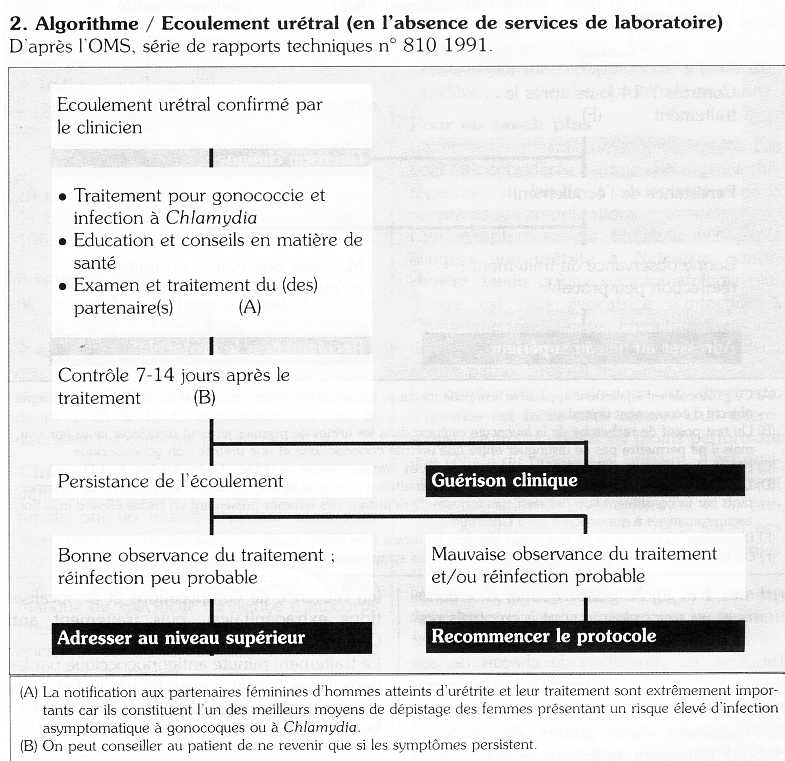 2. Algorithme / Ecoulement urétral (en l'absence de services de laboratoire)
D'après l'OMS, série de rapports techniques n° 810 1991.
Ecoulement urétral confirmé par
le clinicien
• Traitement pour gonococcie et
infection à Chlamydia
• Education et conseils en matière de
santé
• Examen et traitement du (des)
partenaire(s) (A)
Contrôle 7-14 jours après le
traitement (B)
Persistance de l'écoulement
Guérison clinique
Bonne observance du traitement ;
réinfection peu probable
Mauvaise observance du traitement
et/ou réinfection probable
Adresser au niveau supérieur
Recommencer le protocole
(A) La notification aux partenaires féminines d'hommes atteints d'urétrite et leur traitement sont extrêmement impor-
tants car ils constituent l'un des meilleurs moyens de dépistage des femmes présentant un risque élevé d'infection
asymptomatique à gonocoques ou à Chlamydia.
(B) On peut conseiller au patient de ne revenir que si les symptômes persistent.